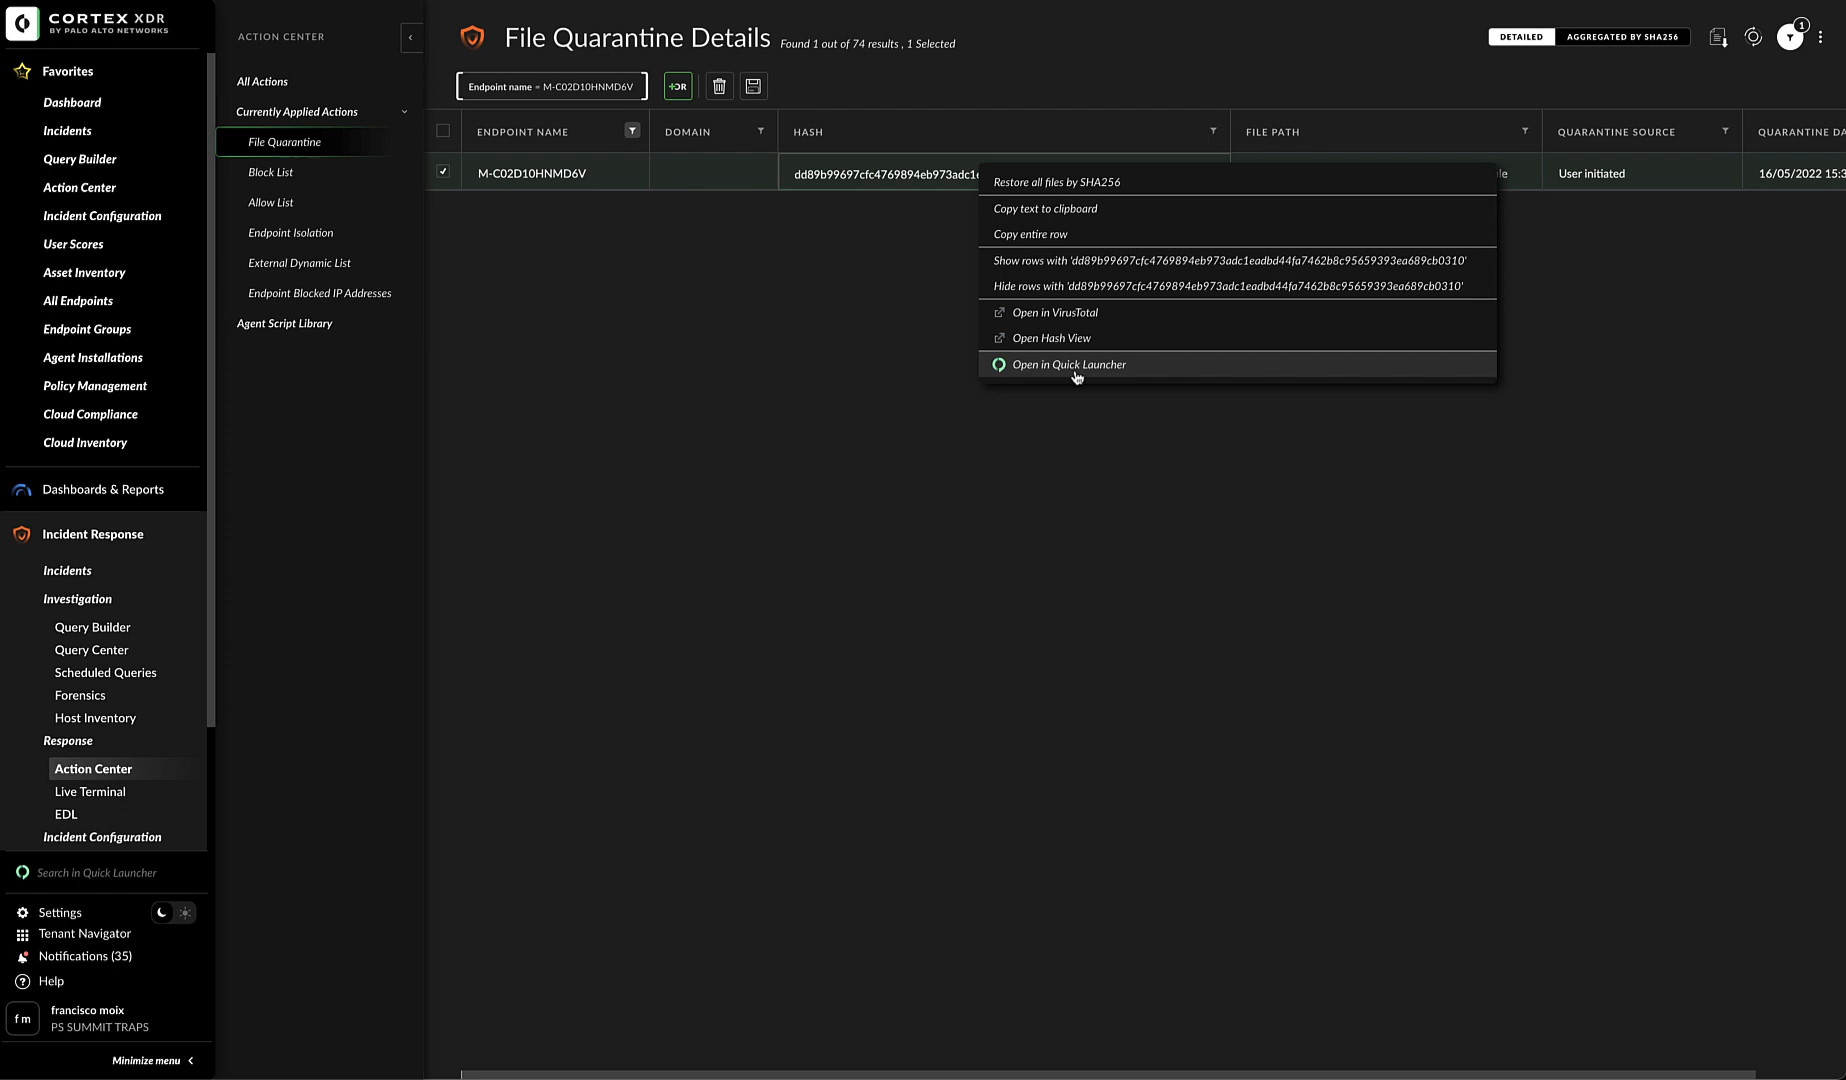 CORTEX XDR
BY PALO ALTO NETWORKS
Favorites
Dashboard
Incidents
Query Builder
Action Center
Incident Configuration
User Scores
Asset Inventory
All Endpoints
Endpoint Groups
Agent Installations
Policy Management
Cloud Compliance
Cloud Inventory
Dashboards & Reports
Incident Response
Incidents
Investigation
Query Builder
Query Center
Scheduled Queries
Forensics
Host Inventory
Response
Action Center
Live Terminal
EDL
Incident Configuration
Search in Quick Launcher
Settings
Tenant Navigator
Notifications (35)
Help
f m
francisco moix
PS SUMMIT TRAPS
Minimize menu
ACTION CENTER
All Actions
Currently Applied Actions
File Quarantine
Block List
Allow List
Endpoint Isolation
External Dynamic List
Endpoint Blocked IP Addresses
Agent Script Library
File Quarantine Details Found 1 out of 74 results , 1 Selected
DETAILED AGGREGATED BY SHA256
1
Endpoint name = M-C02D10HNMD6V
+OR
ENDPOINT NAME DOMAIN HASH FILE PATH QUARANTINE SOURCE QUARANTINE DA
M-C02D10HNMD6V dd89b99697cfc4769894eb973adc1e le User initiated 16/05/2022 15:3
Restore all files by SHA256
Copy text to clipboard
Copy entire row
Show rows with 'dd89b99697cfc4769894eb973adc1eadbd44fa7462b8c95659393ea689cb0310'
Hide rows with 'dd89b99697cfc4769894eb973adc1eadbd44fa7462b8c95659393ea689cb0310'
Open in VirusTotal
Open Hash View
Open in Quick Launcher